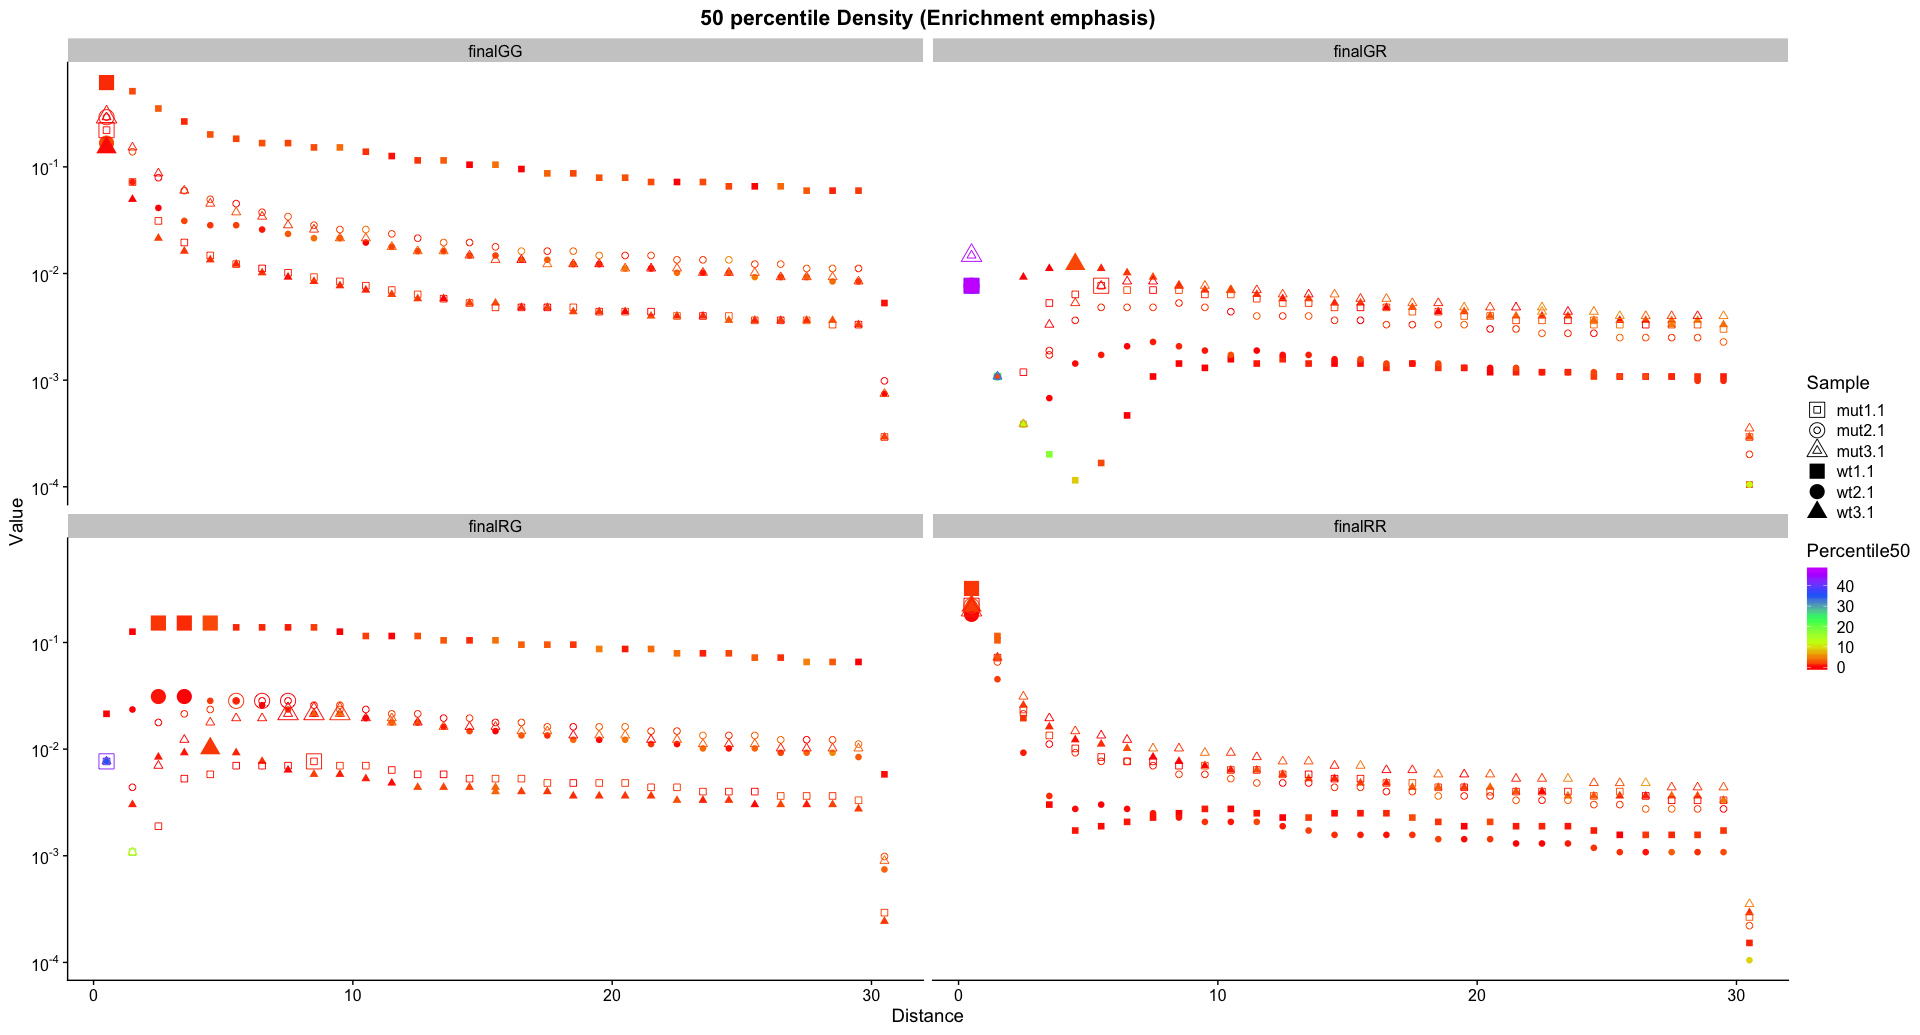 50 percentile Density (Enrichment emphasis)
finalGG
finalGR
10-1
10-2
10-3
10-4
finalRG
finalRR
10-1
10-2
10-3
10-4
0
10
20
30
0
10
20
30
Distance
Value
Sample
mut1.1
mut2.1
mut3.1
wt1.1
wt2.1
wt3.1
Percentile50
40
30
20
10
0